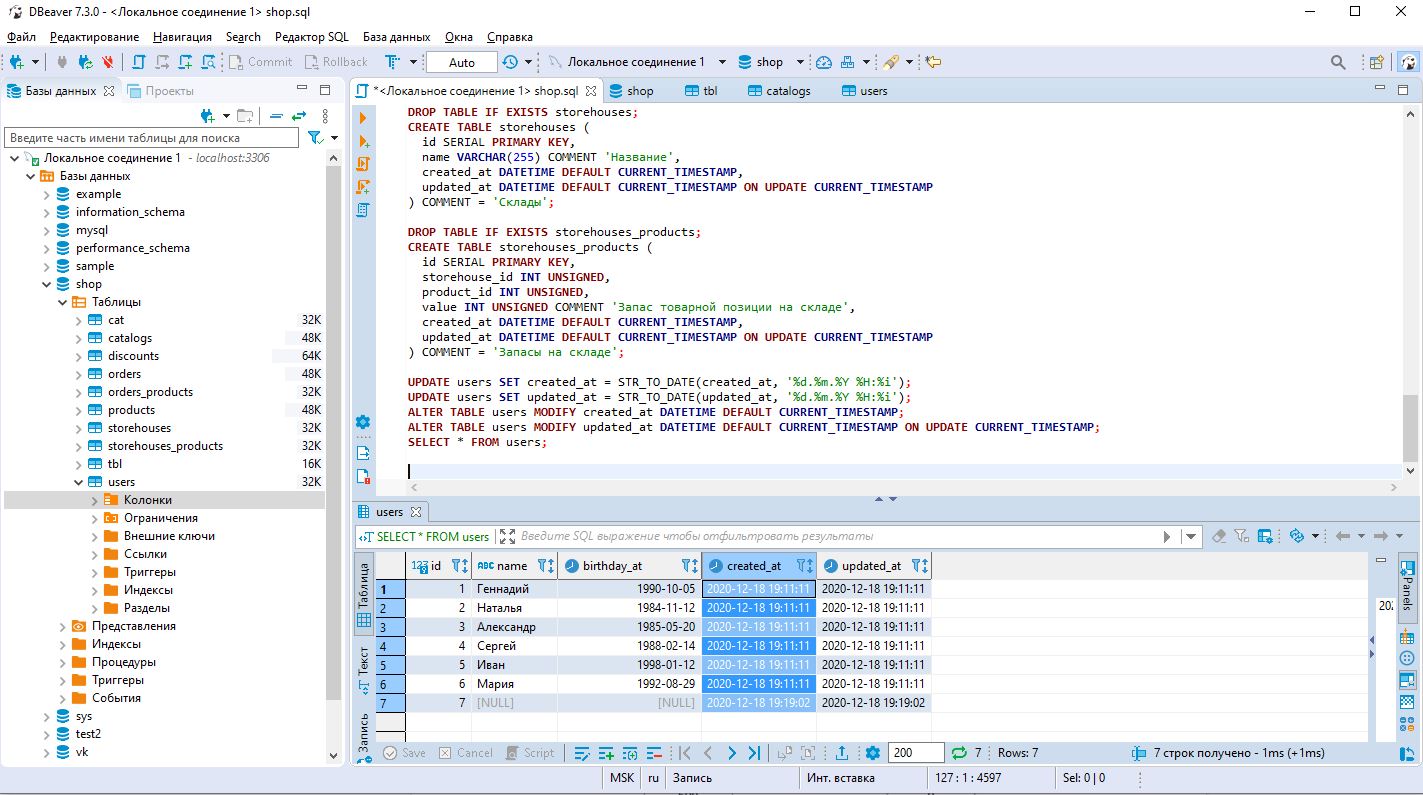 DBeaver 7.3.0 - <Локальное соединение 1> shop.sql
Файл Редактирование Навигация Search Редактор SQL База данных Окна Справка
Commit Rollback Auto Локальное соединение 1 shop
Базы данных Проекты
*<Локальное соединение 1> shop.sql shop tbl catalogs users
Введите часть имени таблицы для поиска
Локальное соединение 1 - localhost:3306
Базы данных
example
information_schema
mysql
performance_schema
sample
shop
Таблицы
cat 32K
catalogs 48K
discounts 64K
orders 48K
orders_products 32K
products 48K
storehouses 32K
storehouses_products 32K
tbl 16K
users 32K
Колонки
Ограничения
Внешние ключи
Ссылки
Триггеры
Индексы
Разделы
Представления
Индексы
Процедуры
Триггеры
События
sys
test2
vk
DROP TABLE IF EXISTS storehouses;
CREATE TABLE storehouses (
id SERIAL PRIMARY KEY,
name VARCHAR(255) COMMENT 'Название',
created_at DATETIME DEFAULT CURRENT_TIMESTAMP,
updated_at DATETIME DEFAULT CURRENT_TIMESTAMP ON UPDATE CURRENT_TIMESTAMP
) COMMENT = 'Склады';
DROP TABLE IF EXISTS storehouses_products;
CREATE TABLE storehouses_products (
id SERIAL PRIMARY KEY,
storehouse_id INT UNSIGNED,
product_id INT UNSIGNED,
value INT UNSIGNED COMMENT 'Запас товарной позиции на складе',
created_at DATETIME DEFAULT CURRENT_TIMESTAMP,
updated_at DATETIME DEFAULT CURRENT_TIMESTAMP ON UPDATE CURRENT_TIMESTAMP
) COMMENT = 'Запасы на складе';
UPDATE users SET created_at = STR_TO_DATE(created_at, '%d.%m.%Y %H:%i');
UPDATE users SET updated_at = STR_TO_DATE(updated_at, '%d.%m.%Y %H:%i');
ALTER TABLE users MODIFY created_at DATETIME DEFAULT CURRENT_TIMESTAMP;
ALTER TABLE users MODIFY updated_at DATETIME DEFAULT CURRENT_TIMESTAMP ON UPDATE CURRENT_TIMESTAMP;
SELECT * FROM users;
users
SELECT * FROM users Введите SQL выражение чтобы отфильтровать результаты
Таблица
Текст
Запись
123 id ABC name birthday_at created_at updated_at
1 1 Геннадий 1990-10-05 2020-12-18 19:11:11 2020-12-18 19:11:11
2 2 Наталья 1984-11-12 2020-12-18 19:11:11 2020-12-18 19:11:11
3 3 Александр 1985-05-20 2020-12-18 19:11:11 2020-12-18 19:11:11
4 4 Сергей 1988-02-14 2020-12-18 19:11:11 2020-12-18 19:11:11
5 5 Иван 1998-01-12 2020-12-18 19:11:11 2020-12-18 19:11:11
6 6 Мария 1992-08-29 2020-12-18 19:11:11 2020-12-18 19:11:11
7 7 [NULL] [NULL] 2020-12-18 19:19:02 2020-12-18 19:19:02
Panels
Save Cancel Script 200 7 Rows: 7 7 строк получено - 1ms (+1ms)
MSK ru Запись Инт. вставка 127 : 1 : 4597 Sel: 0 | 0